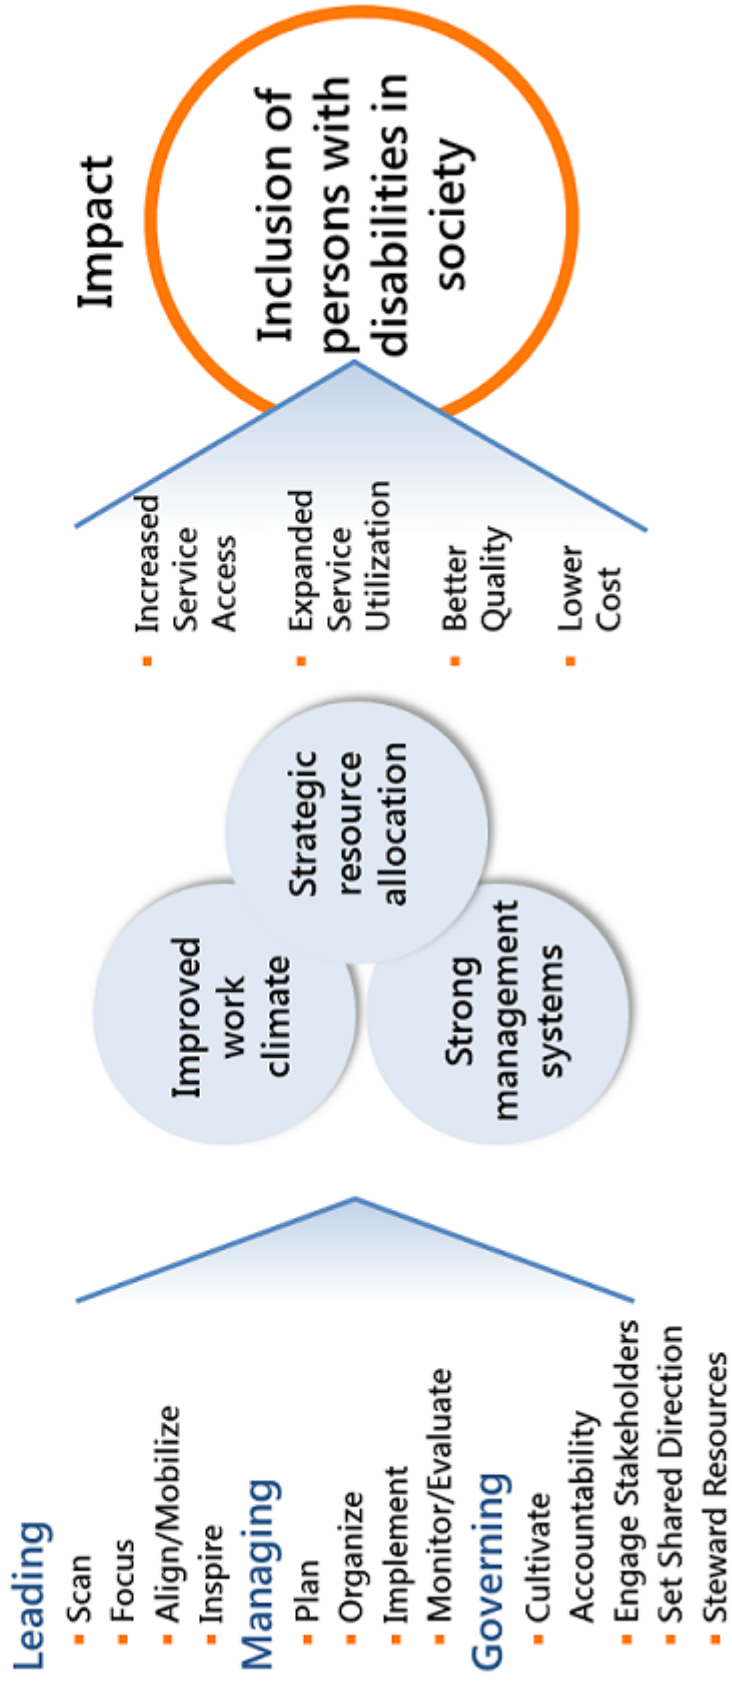 Leading
▪ Scan
▪ Focus
▪ Align/Mobilize
▪ Inspire
Managing
▪ Plan
▪ Organize
▪ Implement
▪ Monitor/Evaluate
Governing
▪ Cultivate
Accountability
▪ Engage Stakeholders
▪ Set Shared Direction
▪ Steward Resources
Improved
work
climate
Strong
management
systems
Strategic
resource
allocation
▪ Increased
Service
Access
▪ Expanded
Service
Utilization
▪ Better
Quality
▪ Lower
Cost
Impact
Inclusion of
persons with
disabilities in
society